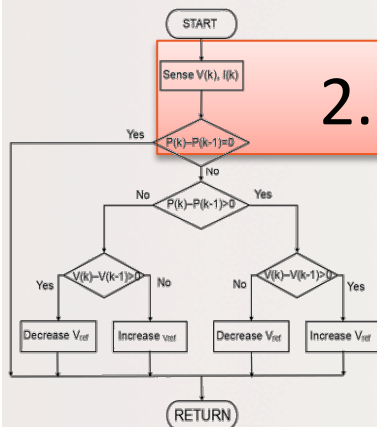 START
Sense V(k), I(k)
2.
Yes
P(k)–P(k-1)=0
No
No
P(k)–P(k-1)>0
Yes
V(k)–V(k-1)>0
V(k)–V(k-1)>0
Yes
No
No
Yes
Decrease Vref
Increase Vref
Decrease Vref
Increase Vref
RETURN